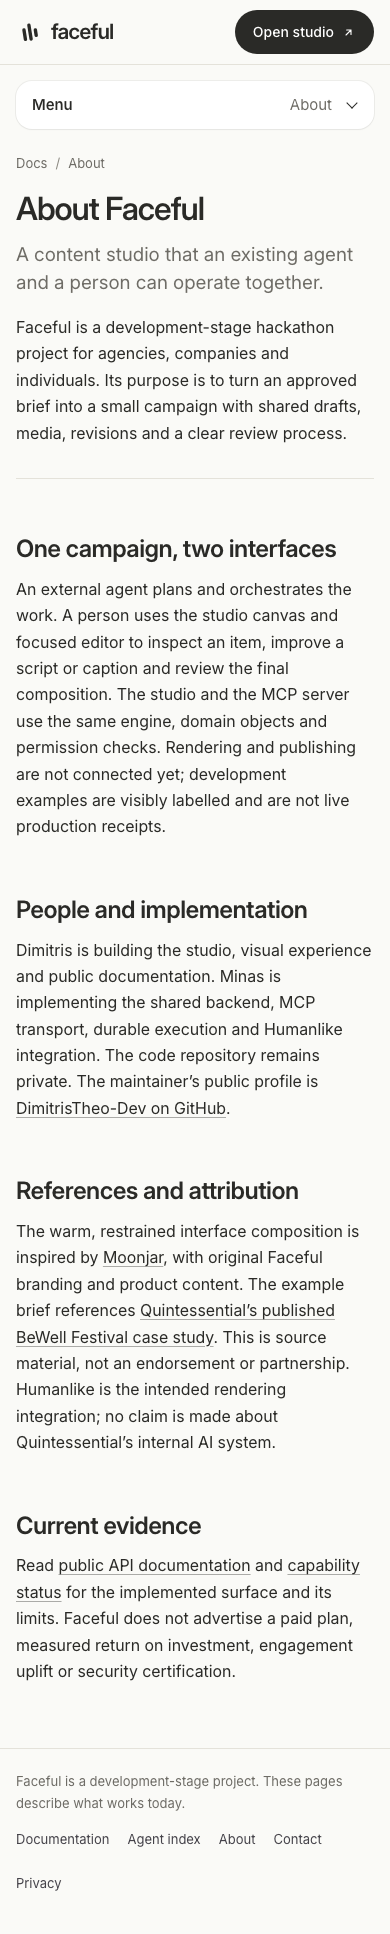 faceful
Open studio
Menu
About
Docs / About
About Faceful
A content studio that an existing agent
and a person can operate together.
Faceful is a development-stage hackathon
project for agencies, companies and
individuals. Its purpose is to turn an approved
brief into a small campaign with shared drafts,
media, revisions and a clear review process.
One campaign, two interfaces
An external agent plans and orchestrates the
work. A person uses the studio canvas and
focused editor to inspect an item, improve a
script or caption and review the final
composition. The studio and the MCP server
use the same engine, domain objects and
permission checks. Rendering and publishing
are not connected yet; development
examples are visibly labelled and are not live
production receipts.
People and implementation
Dimitris is building the studio, visual experience
and public documentation. Minas is
implementing the shared backend, MCP
transport, durable execution and Humanlike
integration. The code repository remains
private. The maintainer’s public profile is
DimitrisTheo-Dev on GitHub.
References and attribution
The warm, restrained interface composition is
inspired by Moonjar, with original Faceful
branding and product content. The example
brief references Quintessential’s published
BeWell Festival case study. This is source
material, not an endorsement or partnership.
Humanlike is the intended rendering
integration; no claim is made about
Quintessential’s internal AI system.
Current evidence
Read public API documentation and capability
status for the implemented surface and its
limits. Faceful does not advertise a paid plan,
measured return on investment, engagement
uplift or security certification.
Faceful is a development-stage project. These pages
describe what works today.
Documentation Agent index About Contact
Privacy